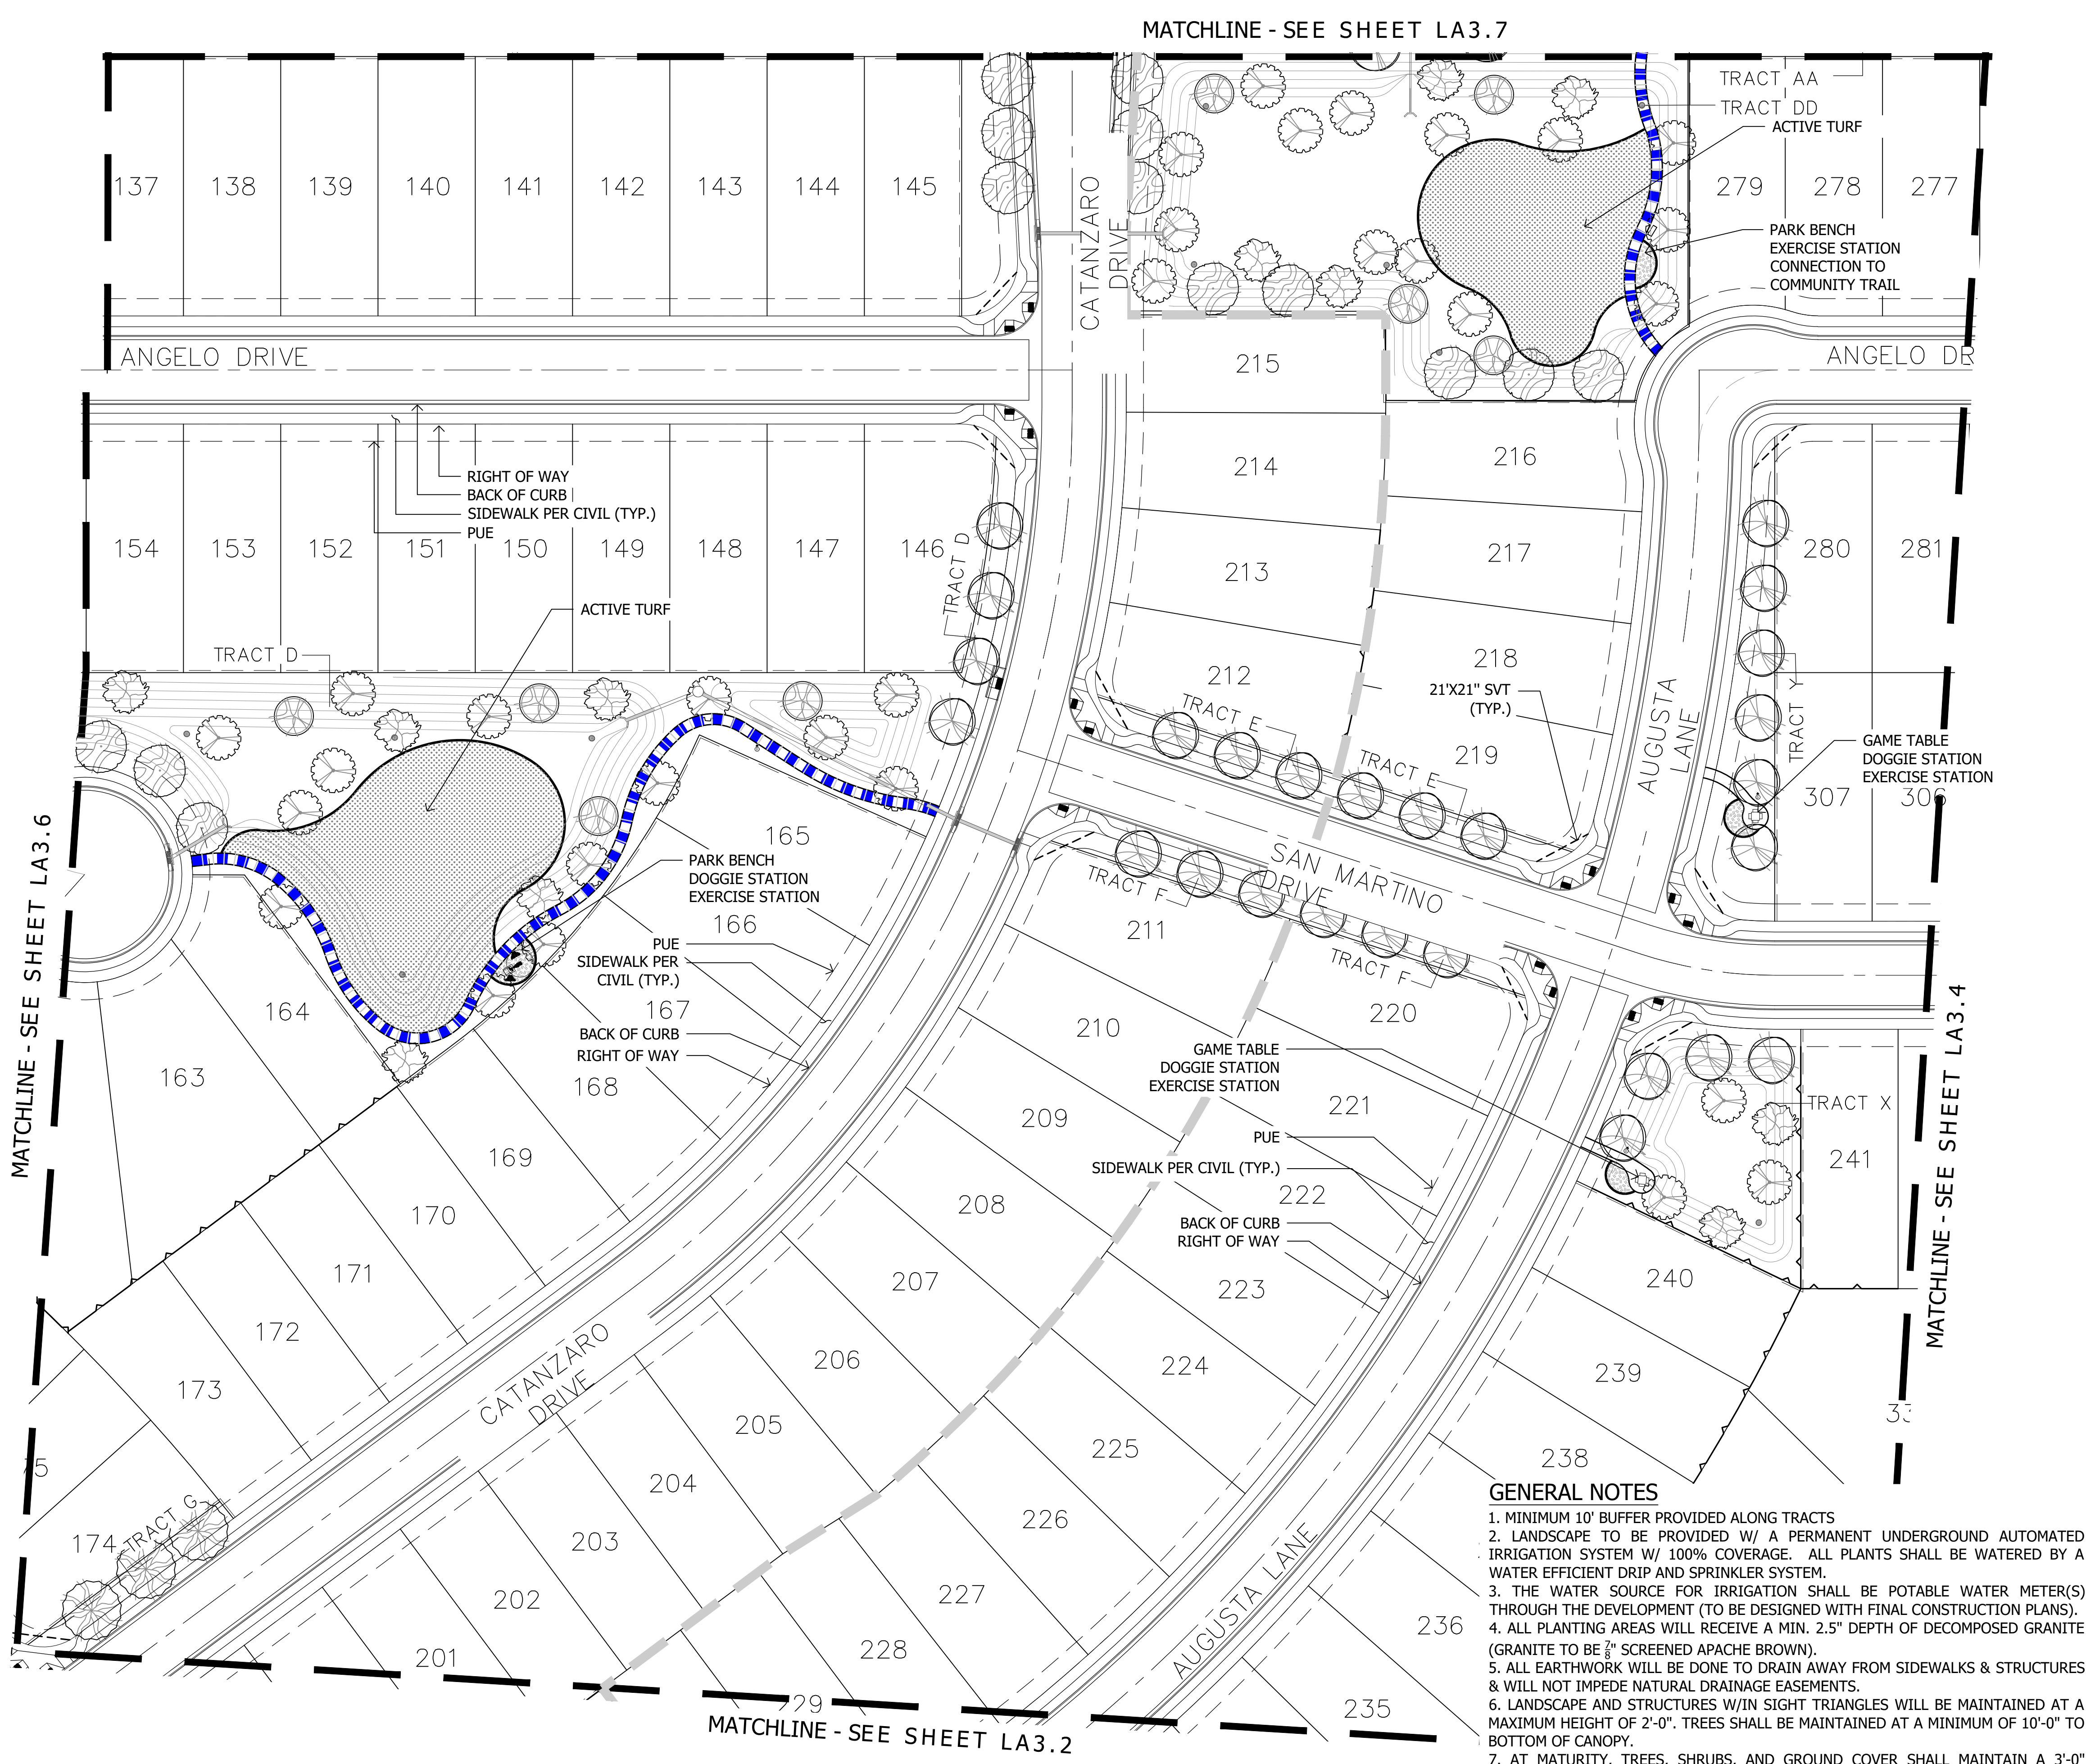 MATCHLINE - SEE SHEET LA3.7
TRACT AA
TRACT DD
ACTIVE TURF
137
138
139
140
141
142
143
144
145
CATANZARO
DRIVE
279
278
277
PARK BENCH
EXERCISE STATION
CONNECTION TO
COMMUNITY TRAIL
ANGELO DRIVE
215
ANGELO DR
214
216
RIGHT OF WAY
BACK OF CURB
SIDEWALK PER CIVIL (TYP.)
PUE
154
153
152
151
150
149
148
147
146
TRACT D
213
217
280
281
ACTIVE TURF
TRACT D
212
218
21'X21" SVT
(TYP.)
TRACT E
TRACT E
219
AUGUSTA
LANE
TRACT Y
GAME TABLE
DOGGIE STATION
EXERCISE STATION
307
306
MATCHLINE - SEE SHEET LA3.6
165
PARK BENCH
DOGGIE STATION
EXERCISE STATION
166
PUE
SIDEWALK PER
CIVIL (TYP.)
167
BACK OF CURB
RIGHT OF WAY
168
SAN MARTINO
DRIVE
TRACT F
211
TRACT F
164
163
210
220
GAME TABLE
DOGGIE STATION
EXERCISE STATION
MATCHLINE - SEE SHEET LA3.4
209
221
TRACT X
PUE
SIDEWALK PER CIVIL (TYP.)
222
241
BACK OF CURB
RIGHT OF WAY
169
170
208
171
207
223
240
172
206
224
239
173
CATANZARO
DRIVE
205
225
33
75
204
238
174
TRACT G
203
226
202
227
AUGUSTA LANE
236
201
228
229
235
MATCHLINE - SEE SHEET LA3.2
GENERAL NOTES
1. MINIMUM 10' BUFFER PROVIDED ALONG TRACTS
2. LANDSCAPE TO BE PROVIDED W/ A PERMANENT UNDERGROUND AUTOMATED
IRRIGATION SYSTEM W/ 100% COVERAGE. ALL PLANTS SHALL BE WATERED BY A
WATER EFFICIENT DRIP AND SPRINKLER SYSTEM.
3. THE WATER SOURCE FOR IRRIGATION SHALL BE POTABLE WATER METER(S)
THROUGH THE DEVELOPMENT (TO BE DESIGNED WITH FINAL CONSTRUCTION PLANS).
4. ALL PLANTING AREAS WILL RECEIVE A MIN. 2.5" DEPTH OF DECOMPOSED GRANITE
(GRANITE TO BE 7/8" SCREENED APACHE BROWN).
5. ALL EARTHWORK WILL BE DONE TO DRAIN AWAY FROM SIDEWALKS & STRUCTURES
& WILL NOT IMPEDE NATURAL DRAINAGE EASEMENTS.
6. LANDSCAPE AND STRUCTURES W/IN SIGHT TRIANGLES WILL BE MAINTAINED AT A
MAXIMUM HEIGHT OF 2'-0". TREES SHALL BE MAINTAINED AT A MINIMUM OF 10'-0" TO
BOTTOM OF CANOPY.
7. AT MATURITY, TREES, SHRUBS, AND GROUND COVER SHALL MAINTAIN A 3'-0"